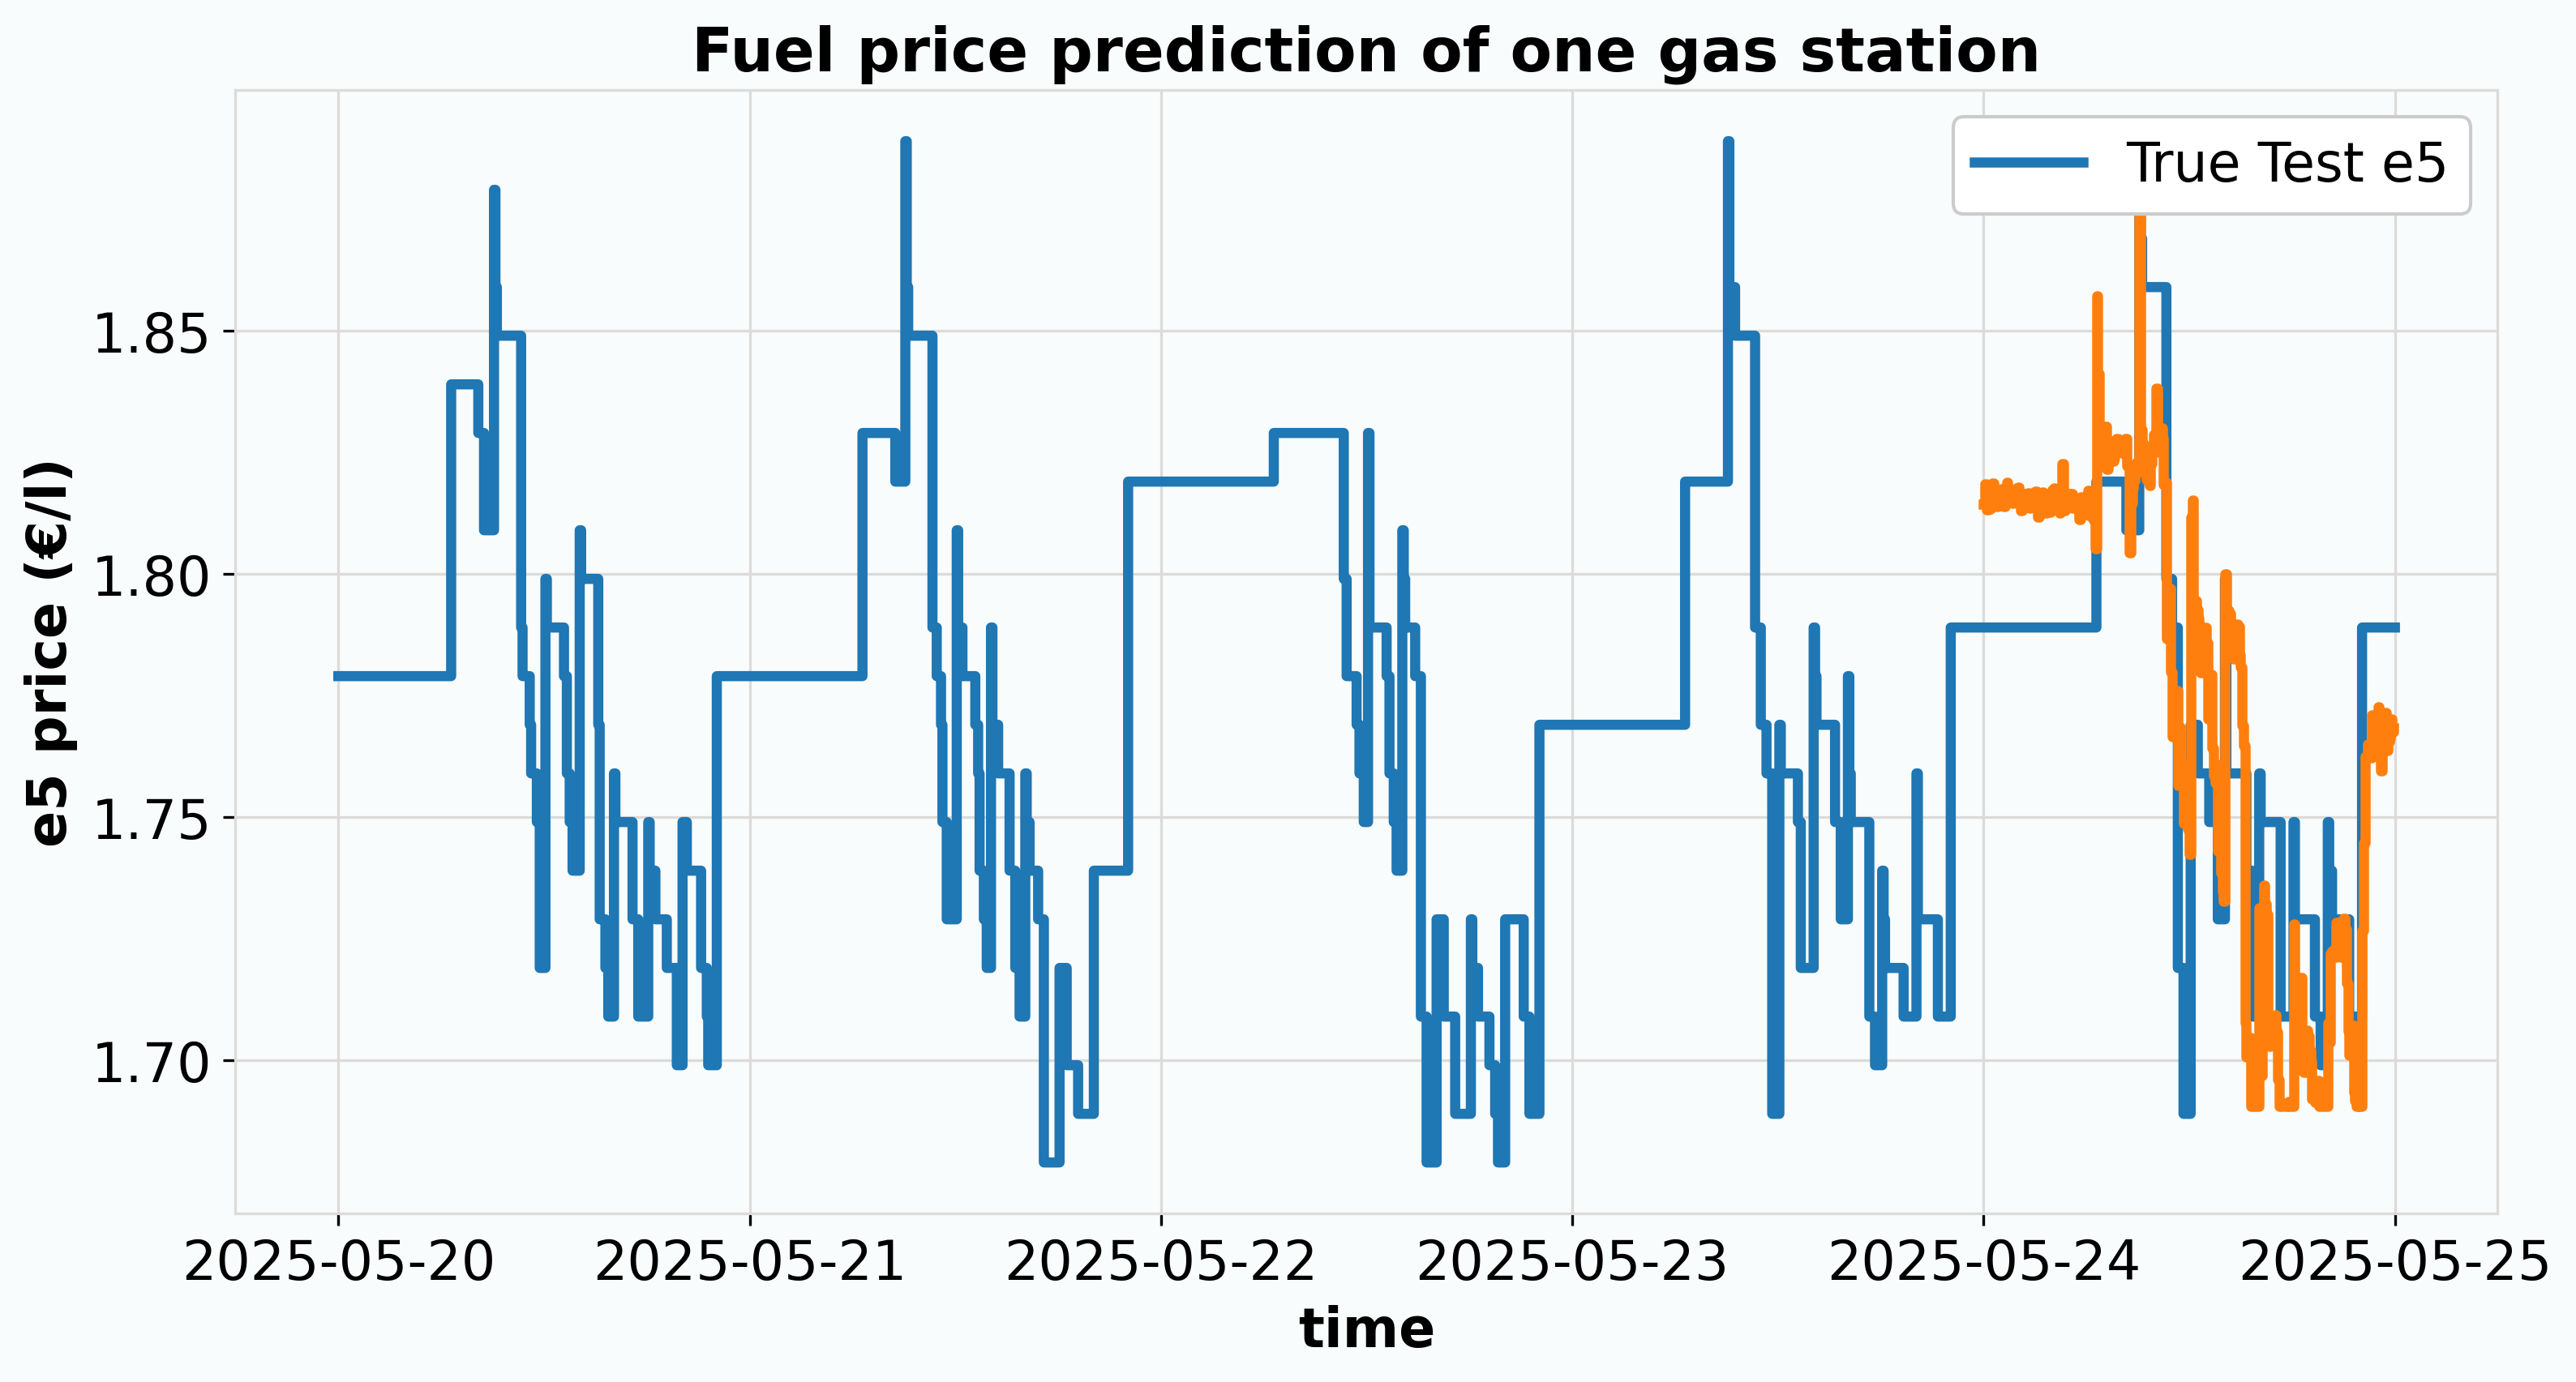 Fuel price prediction of one gas station
True Test e5
e5 price (€/l)
1.85
1.80
1.75
1.70
2025-05-20 2025-05-21 2025-05-22 2025-05-23 2025-05-24 2025-05-25
time